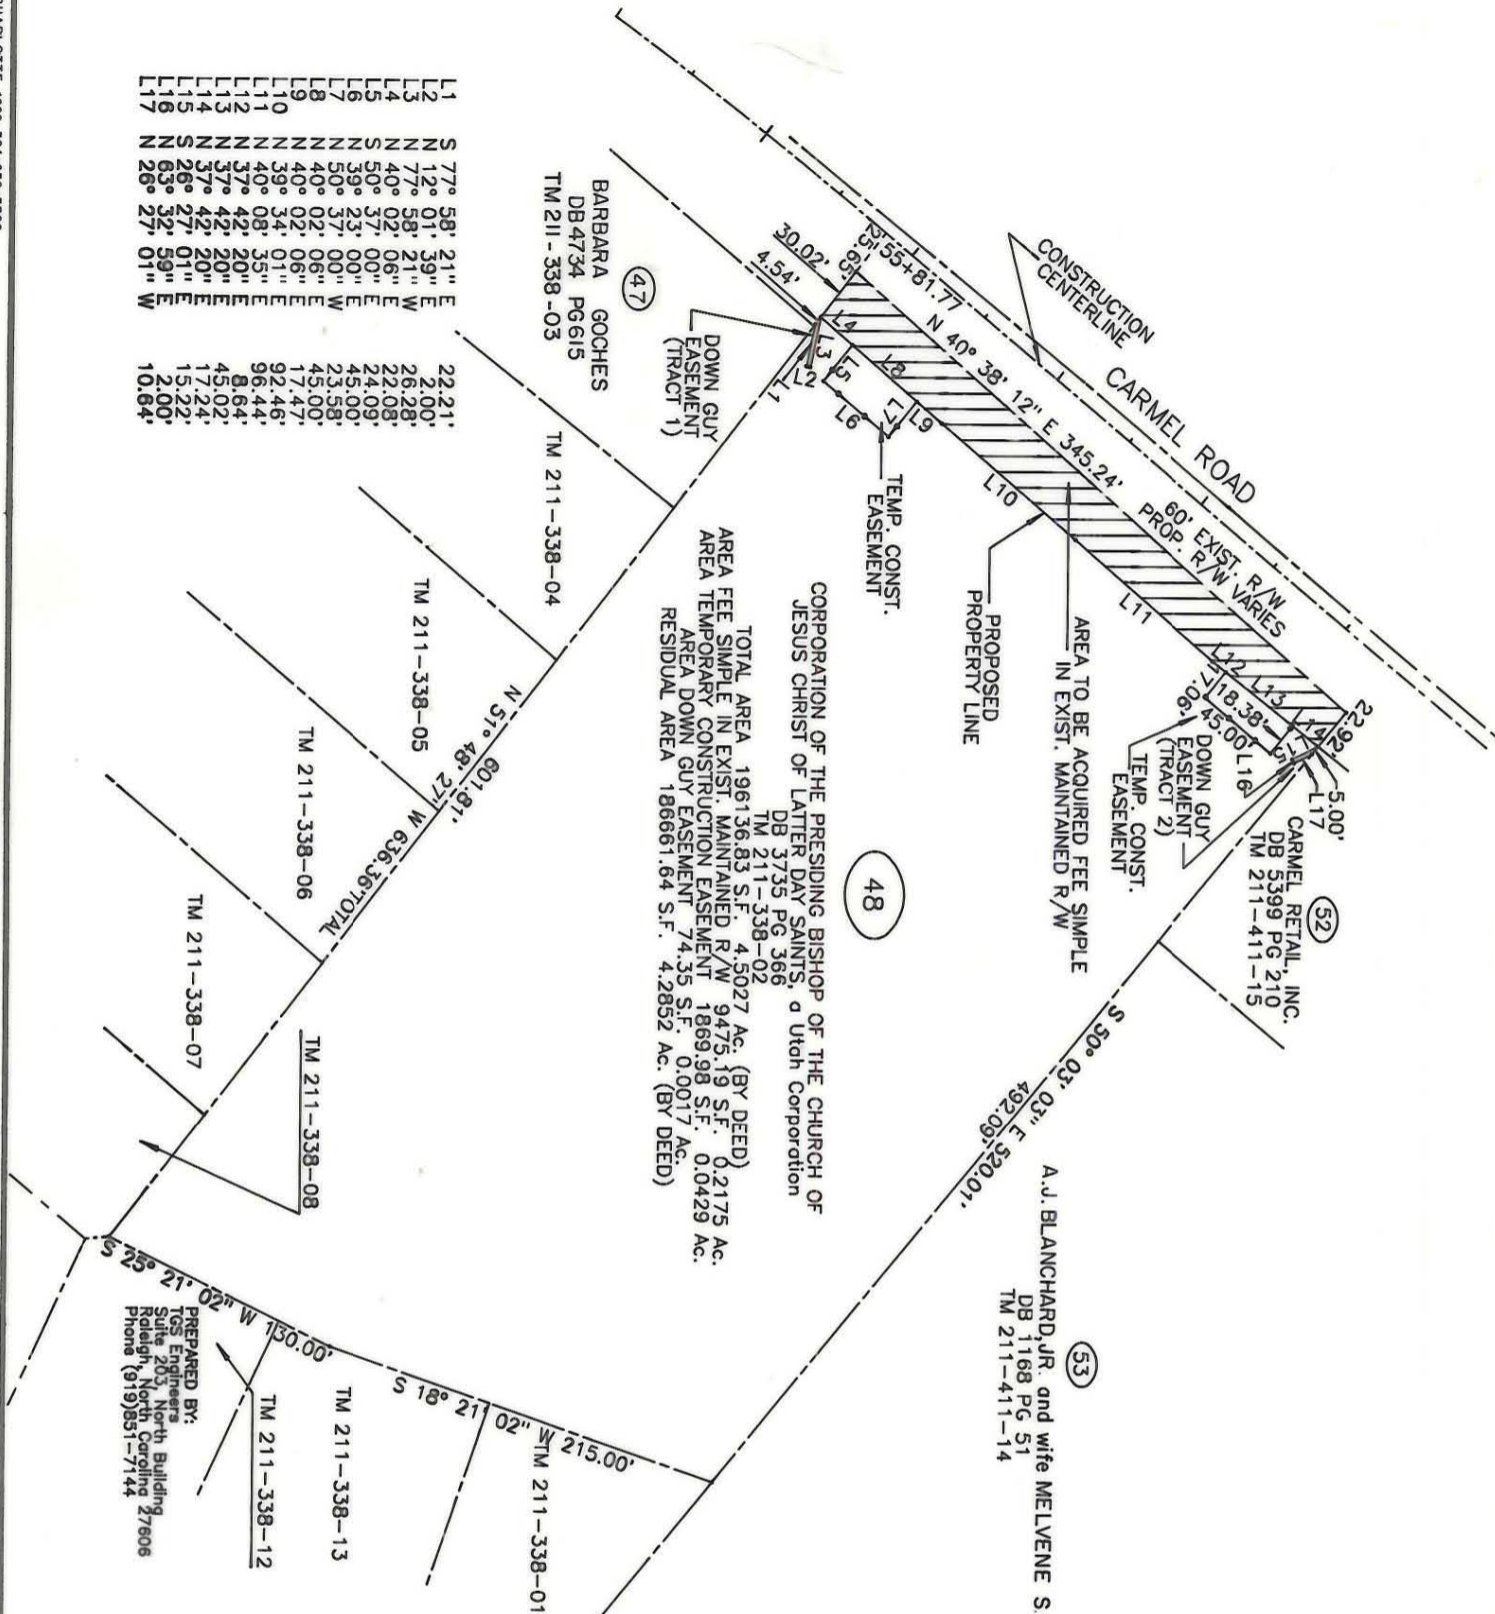 CONSTRUCTION
CENTERLINE
CARMEL ROAD
55+81.77
N 40° 38' 12" E 345.24'
60' EXIST. R/W
PROP. R/W VARIES
30.02'
4.54'
L4
L3
L2
L1
L5
L6
L7
L8
L9
L10
L11
L12
L13
L14
18.38'
45.00'
L16
22.92'
5.00'
L17
BARBARA GOCHES
DB 4734 PG 615
TM 211-338-03
47
DOWN GUY
EASEMENT
(TRACT 1)
TEMP. CONST.
EASEMENT
PROPOSED
PROPERTY LINE
AREA TO BE ACQUIRED FEE SIMPLE
IN EXIST. MAINTAINED R/W
TEMP. CONST.
EASEMENT
DOWN GUY
EASEMENT
(TRACT 2)
52
CARMEL RETAIL, INC.
DB 5399 PG 210
TM 211-411-15
48
CORPORATION OF THE PRESIDING BISHOP OF THE CHURCH OF
JESUS CHRIST OF LATTER DAY SAINTS, a Utah Corporation
DB 3735 PG 366
TM 211-338-02
TOTAL AREA 196136.83 S.F. 4.5027 Ac. (BY DEED)
AREA FEE SIMPLE IN EXIST. MAINTAINED R/W 9475.19 S.F. 0.2175 Ac.
AREA TEMPORARY CONSTRUCTION EASEMENT 1869.98 S.F. 0.0429 Ac.
AREA DOWN GUY EASEMENT 74.35 S.F. 0.0017 Ac.
RESIDUAL AREA 186661.64 S.F. 4.2852 Ac. (BY DEED)
S 50° 03' 03" E 520.01'
492.09'
53
A.J. BLANCHARD, JR. and wife MELVENE S.
DB 1168 PG 51
TM 211-411-14
L1 S 77° 58' 21" E 22.21'
L2 N 12° 01' 39" E 2.00'
L3 N 77° 58' 21" W 26.28'
L4 N 40° 02' 06" E 22.08'
L5 S 50° 37' 00" E 24.09'
L6 N 39° 23' 00" E 45.00'
L7 N 50° 37' 00" W 23.58'
L8 N 40° 02' 06" E 45.00'
L9 N 40° 02' 06" E 17.47'
L10 N 39° 34' 01" E 92.46'
L11 N 40° 08' 35" E 96.44'
L12 N 37° 42' 20" E 8.64'
L13 N 37° 42' 20" E 45.02'
L14 N 37° 42' 20" E 17.24'
L15 S 26° 27' 01" E 15.22'
L16 N 63° 32' 59" E 2.00'
L17 N 26° 27' 01" W 10.64'
TM 211-338-04
TM 211-338-05
TM 211-338-06
TM 211-338-07
TM 211-338-08
601.81'
N 51° 48' 27" W 636.36' TOTAL
S 25° 21' 02" W 130.00'
S 18° 21' 02" W 215.00'
TM 211-338-01
TM 211-338-13
TM 211-338-12
PREPARED BY:
TGS Engineers
Suite 203, North Building
Raleigh, North Carolina 27606
Phone (919)851-7144